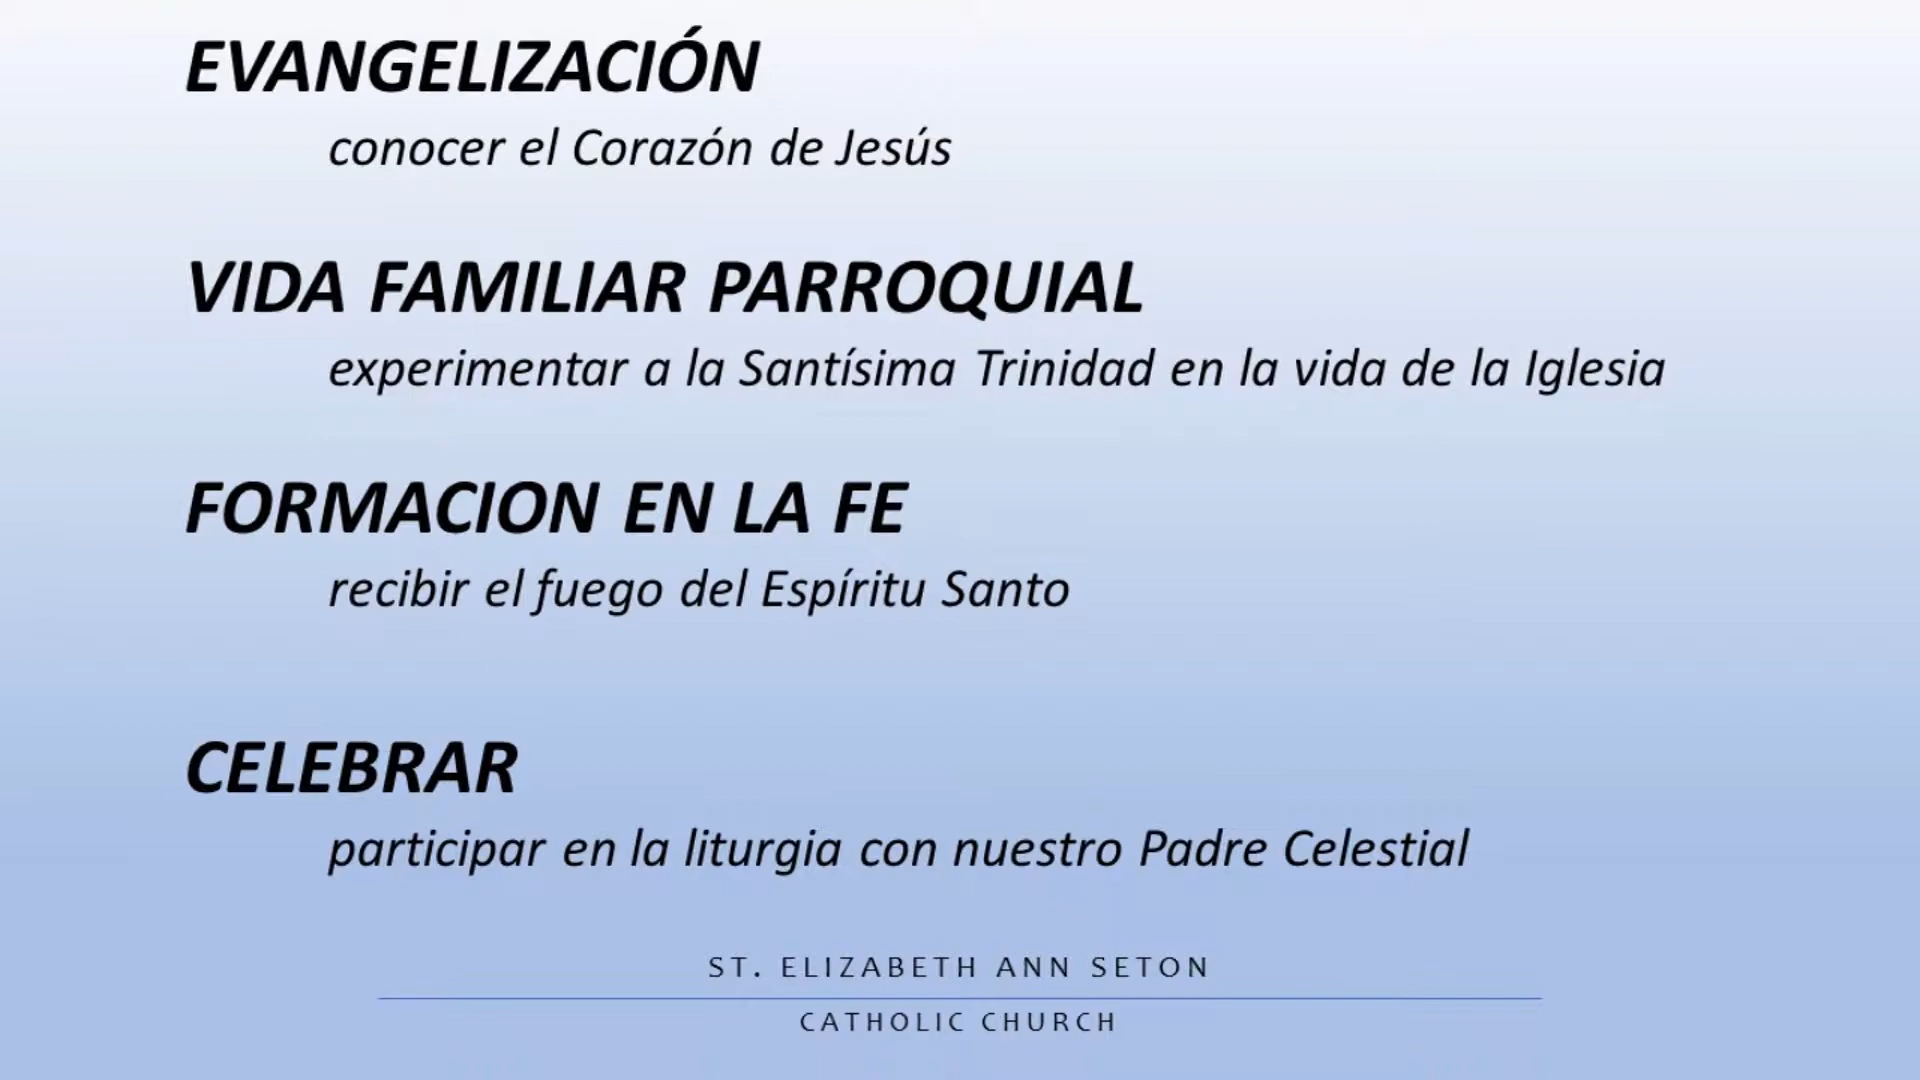 EVANGELIZACIÓN
conocer el Corazón de Jesús
VIDA FAMILIAR PARROQUIAL
experimentar a la Santísima Trinidad en la vida de la Iglesia
FORMACION EN LA FE
recibir el fuego del Espíritu Santo
CELEBRAR
participar en la liturgia con nuestro Padre Celestial
ST. ELIZABETH ANN SETON
CATHOLIC CHURCH